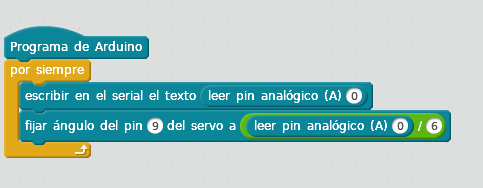 Programa de Arduino
por siempre
escribir en el serial el texto leer pin analógico (A) 0
fijar ángulo del pin 9 del servo a leer pin analógico (A) 0 / 6